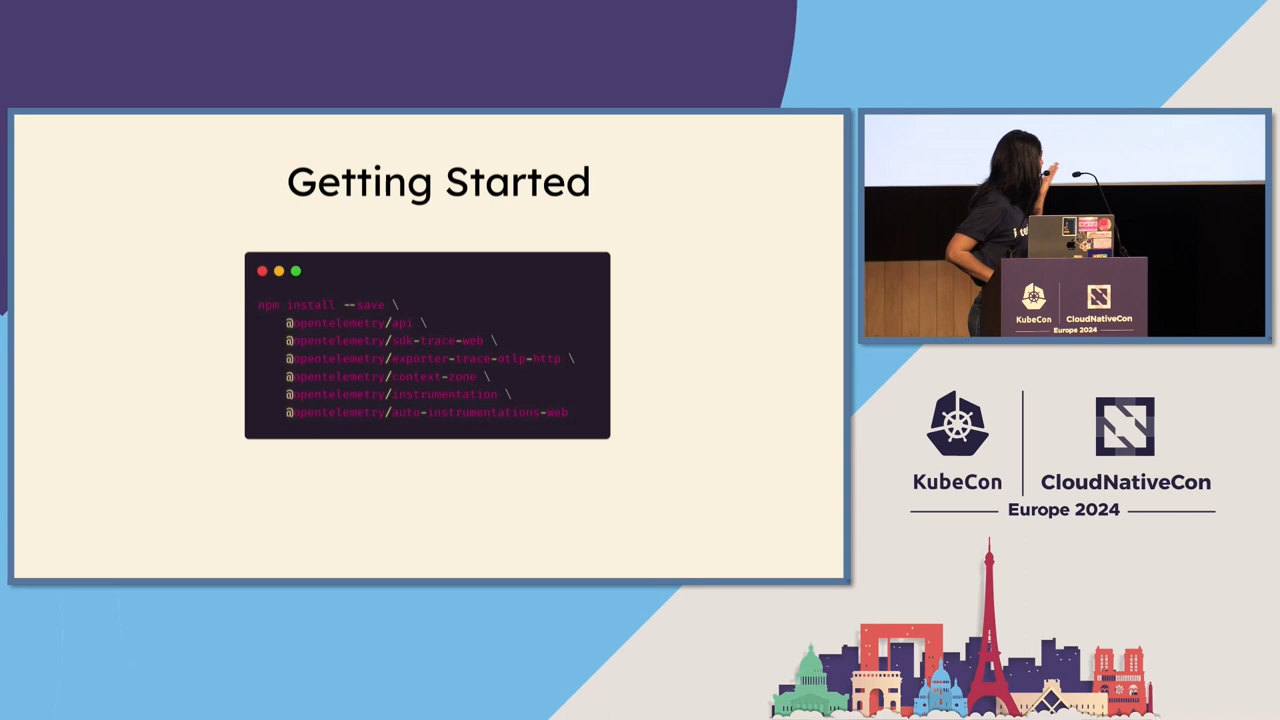 Getting Started
npm install --save \
@opentelemetry/api \
@opentelemetry/sdk-trace-web \
@opentelemetry/exporter-trace-otlp-http \
@opentelemetry/context-zone \
@opentelemetry/instrumentation \
@opentelemetry/auto-instrumentations-web
KubeCon
CloudNativeCon
Europe 2024
KubeCon
CloudNativeCon
Europe 2024